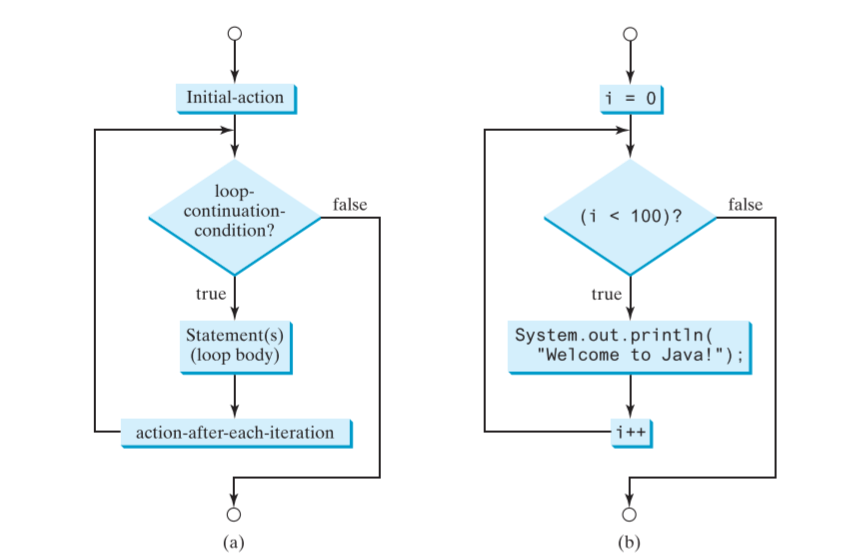 Initial-action
loop-
continuation-
condition?
false
true
Statement(s)
(loop body)
action-after-each-iteration
(a)
i = 0
(i < 100)?
false
true
System.out.println(
"Welcome to Java!");
i++
(b)